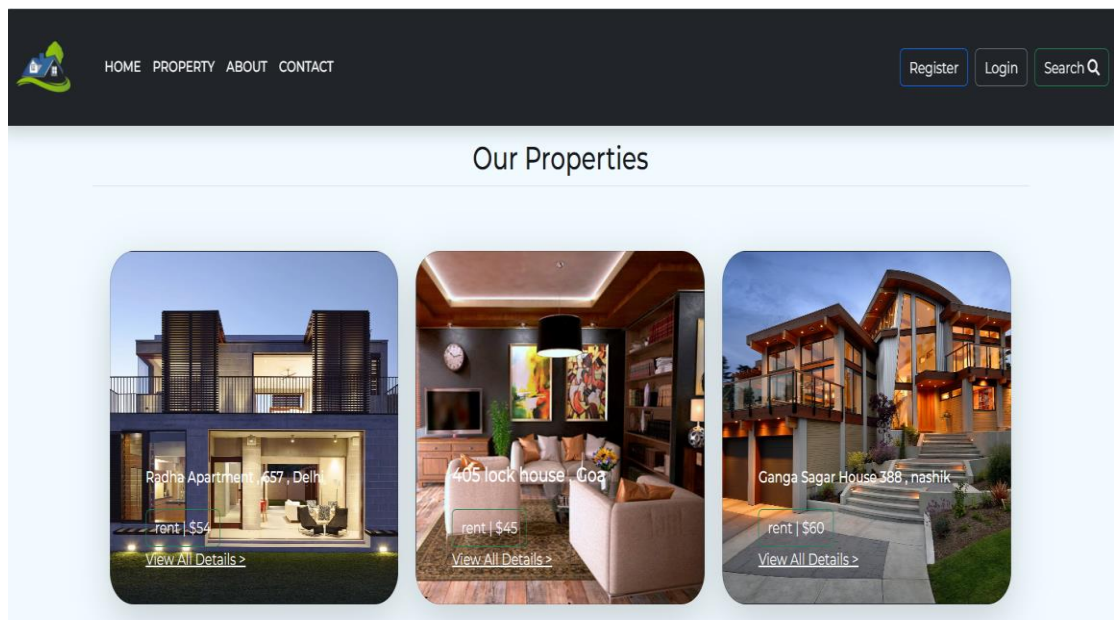 HOME PROPERTY ABOUT CONTACT
Register Login Search
Our Properties
Radha Apartment , 657 , Delhi
rent | $54
View All Details >
405 lock house , Goa
rent | $45
View All Details >
Ganga Sagar House 388 , nashik
rent | $60
View All Details >